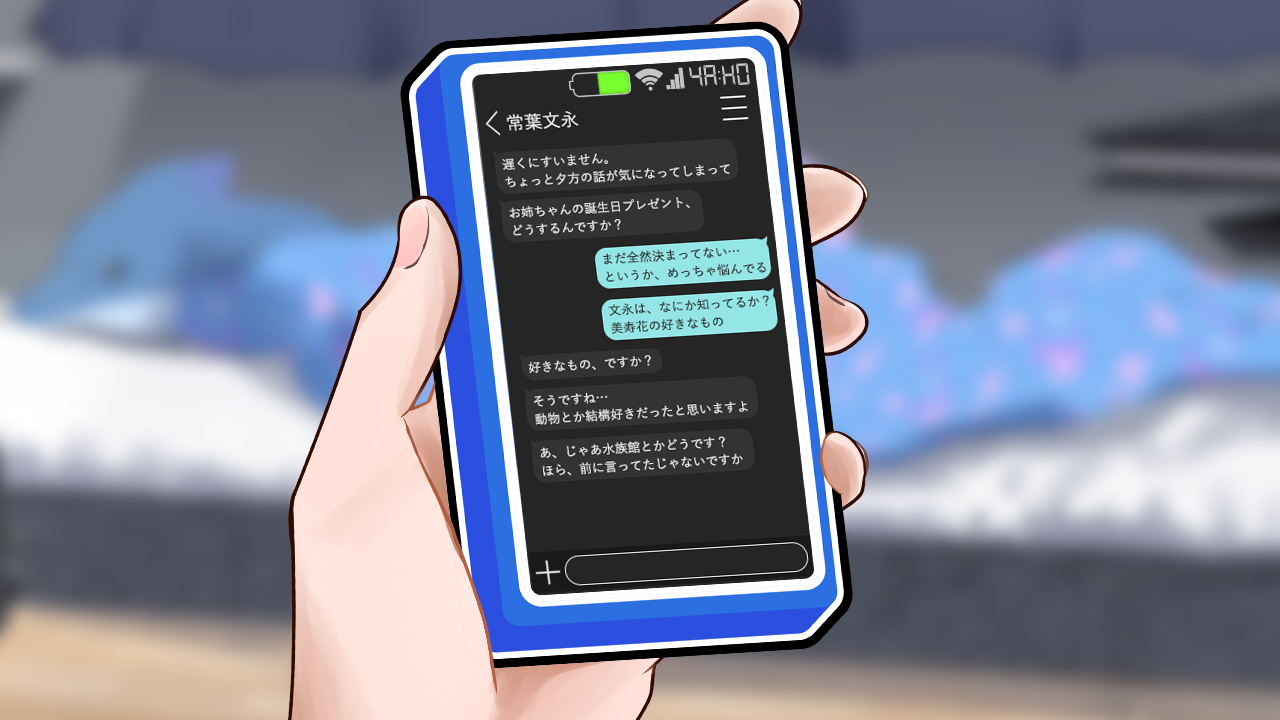 4A:HD
常葉文永
遅くにすいません。
ちょっと夕方の話が気になってしまって
お姉ちゃんの誕生日プレゼント、
どうするんですか？
まだ全然決まってない…
というか、めっちゃ悩んでる
文永は、なにか知ってるか？
美寿花の好きなもの
好きなもの、ですか？
そうですね…
動物とか結構好きだったと思いますよ
あ、じゃあ水族館とかどうです？
ほら、前に言ってたじゃないですか